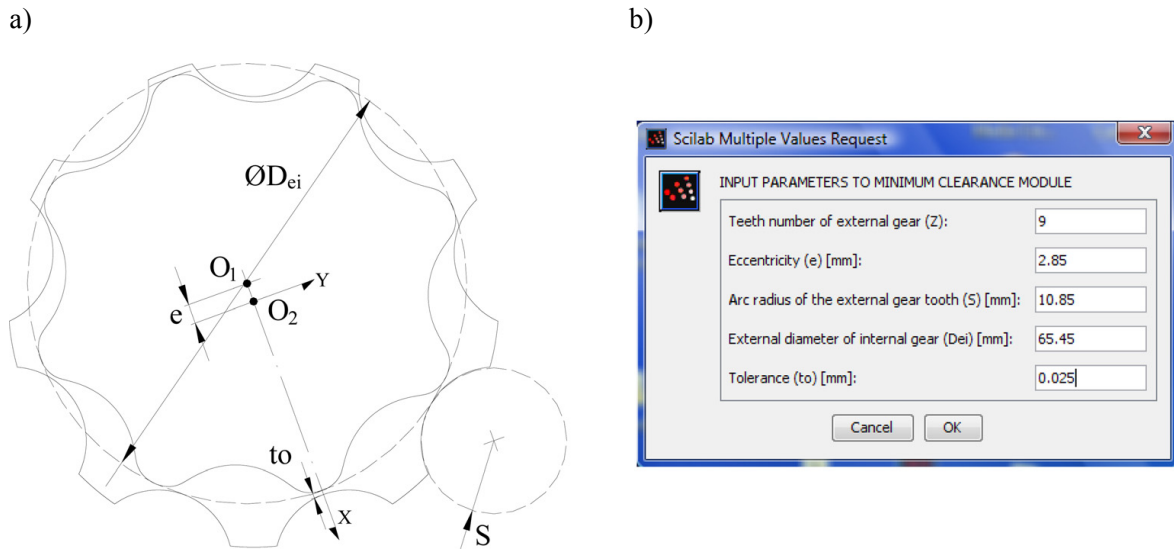 a)
b)
ØDei
O1
Y
e
O2
to
X
S
Scilab Multiple Values Request
X
INPUT PARAMETERS TO MINIMUM CLEARANCE MODULE
Teeth number of external gear (Z): 9
Eccentricity (e) [mm]: 2.85
Arc radius of the external gear tooth (S) [mm]: 10.85
External diameter of internal gear (Dei) [mm]: 65.45
Tolerance (to) [mm]: 0.025
Cancel OK